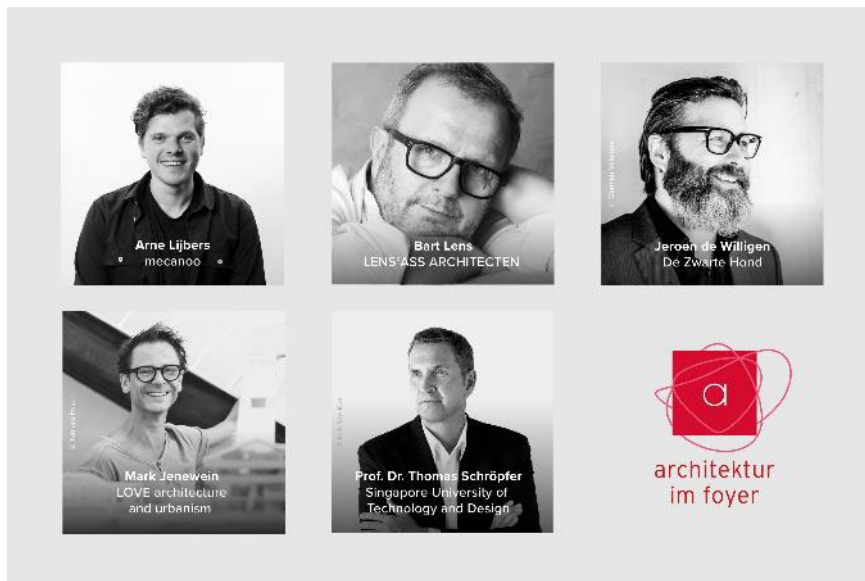 Arne Lijbers
mecanoo
Bart Lens
LENS°ASS ARCHITECTEN
Jeroen de Willigen
De Zwarte Hond
Mark Jenewein
LOVE architecture
and urbanism
Prof. Dr. Thomas Schröpfer
Singapore University of
Technology and Design
a
architektur
im foyer